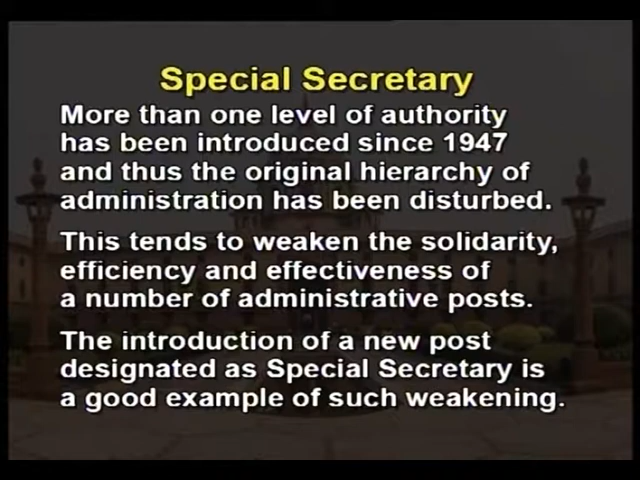 Special Secretary
More than one level of authority
has been introduced since 1947
and thus the original hierarchy of
administration has been disturbed.
This tends to weaken the solidarity,
efficiency and effectiveness of
a number of administrative posts.
The introduction of a new post
designated as Special Secretary is
a good example of such weakening.